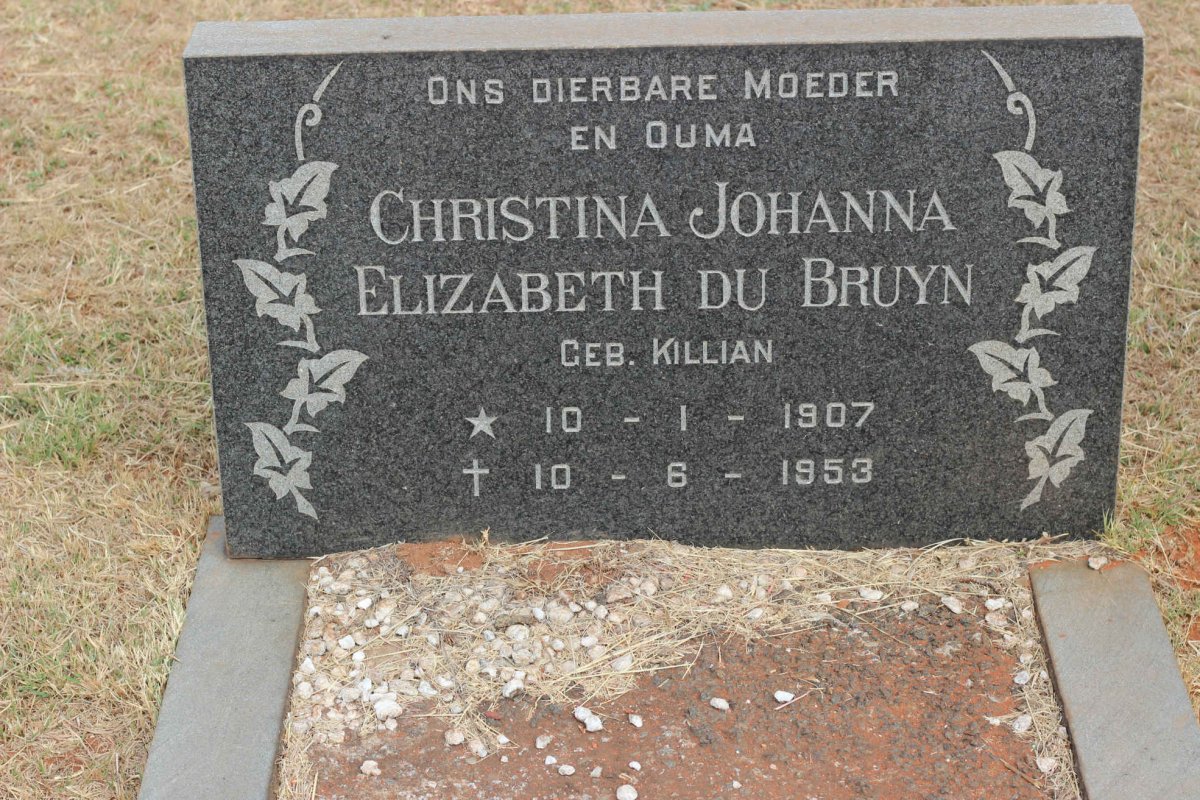 Ons dierbare Moeder
en Ouma
Christina Johanna
Elizabeth du Bruyn
geb. Killian
★ 10 - 1 - 1907
✝ 10 - 6 - 1953